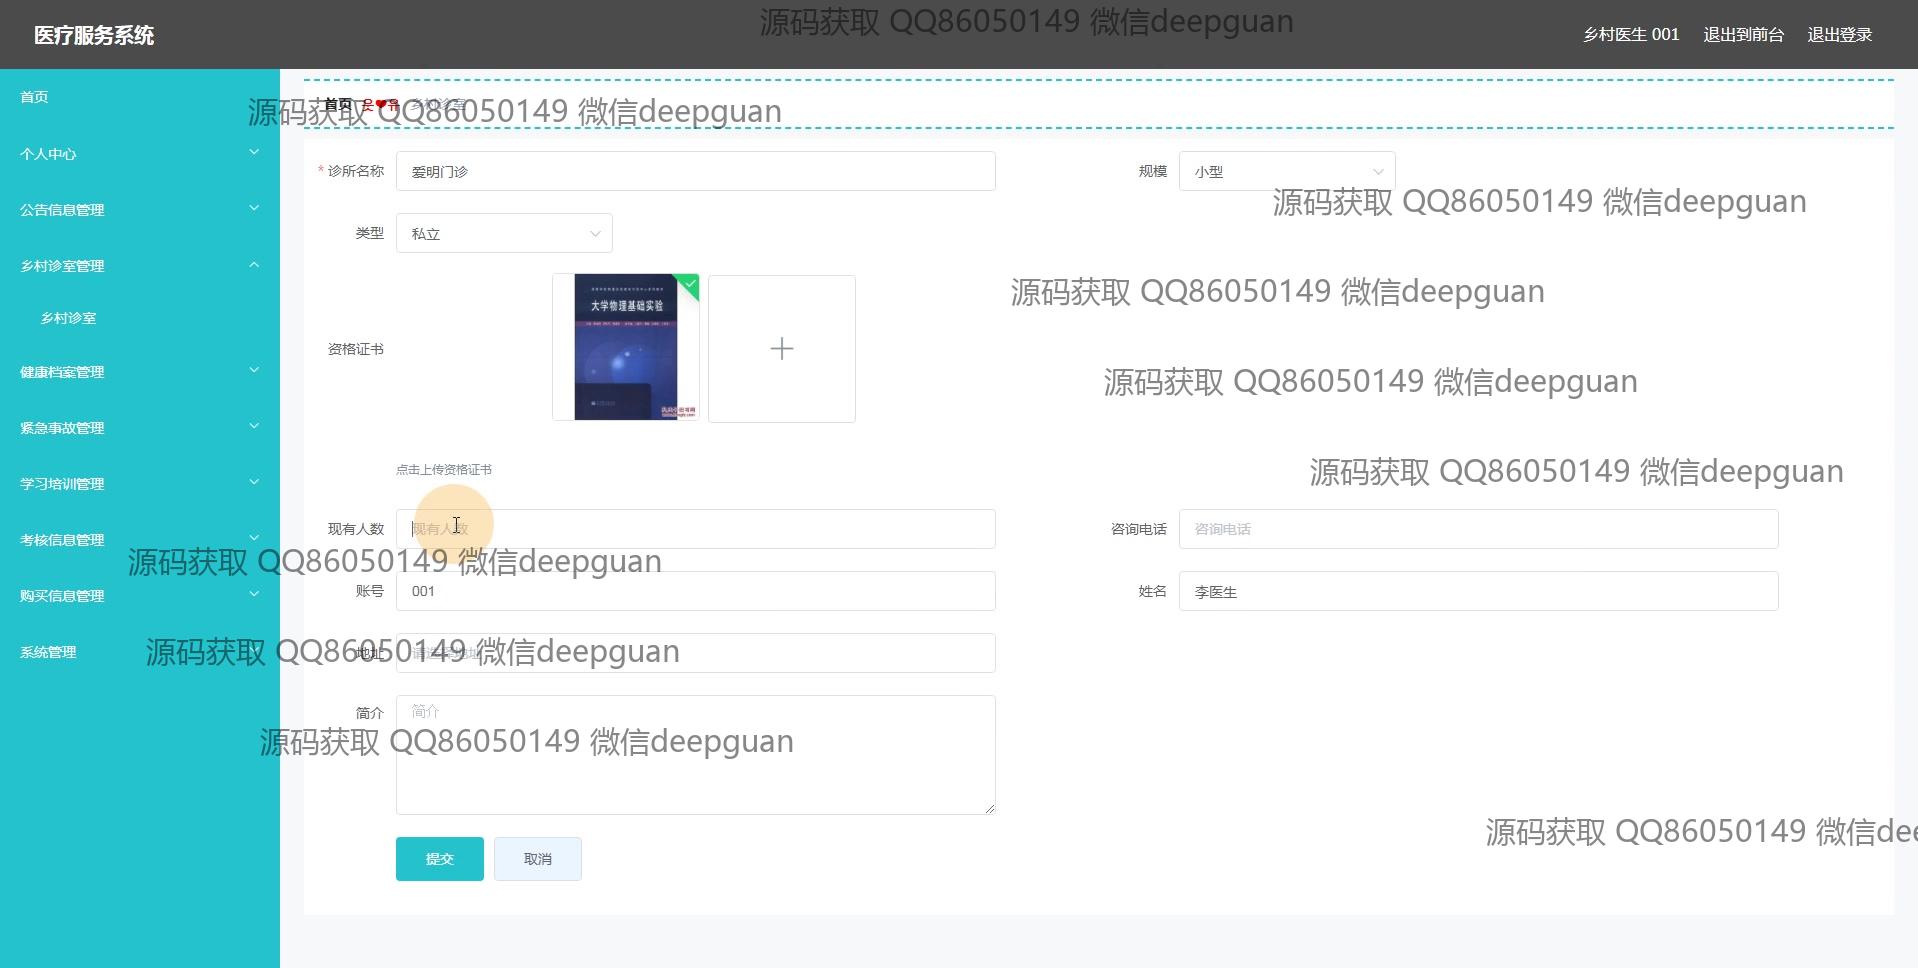 源码获取 QQ86050149 微信deepguan
医疗服务系统
乡村医生 001 退出到前台 退出登录
首页
首页 乡村诊室
源码获取 QQ86050149 微信deepguan
个人中心
* 诊所名称 爱明门诊
规模 小型
源码获取 QQ86050149 微信deepguan
公告信息管理
类型 私立
乡村诊室管理
源码获取 QQ86050149 微信deepguan
大学物理基础实验
乡村诊室
资格证书
健康档案管理
源码获取 QQ86050149 微信deepguan
紧急事故管理
点击上传资格证书
源码获取 QQ86050149 微信deepguan
学习培训管理
现有人数 现有人数
咨询电话 咨询电话
考核信息管理
源码获取 QQ86050149 微信deepguan
购买信息管理
账号 001
姓名 李医生
系统管理
源码获取 QQ86050149 微信deepguan
地址 请选择地址
简介 简介
源码获取 QQ86050149 微信deepguan
源码获取 QQ86050149 微信dee
提交 取消